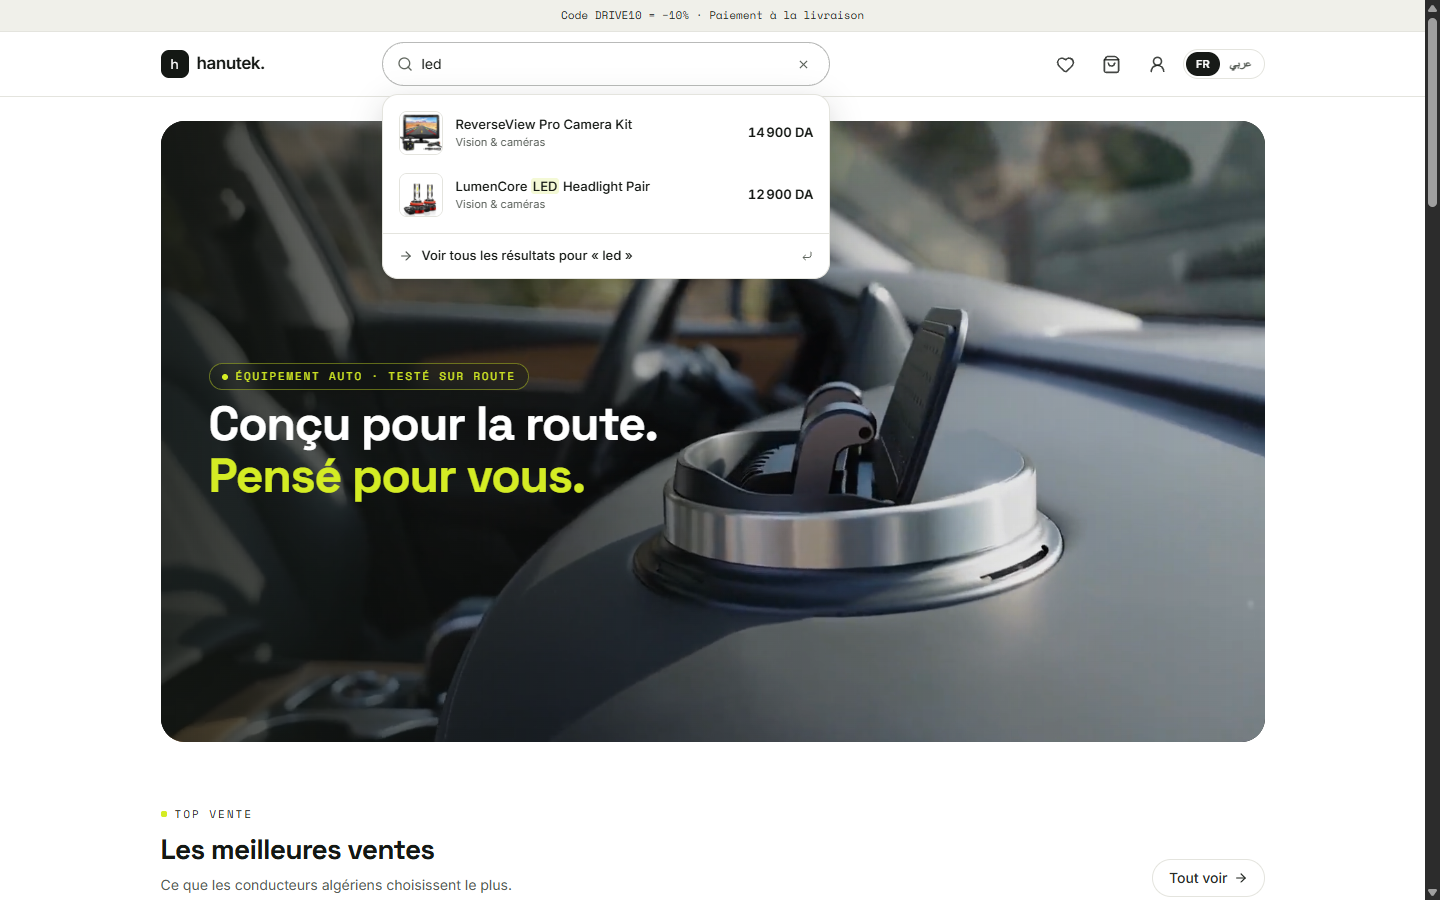 Code DRIVE10 = -10% · Paiement à la livraison
h hanutek.
led
FR عربي
ReverseView Pro Camera Kit
Vision & caméras
14 900 DA
LumenCore LED Headlight Pair
Vision & caméras
12 900 DA
Voir tous les résultats pour « led »
ÉQUIPEMENT AUTO · TESTÉ SUR ROUTE
Conçu pour la route.
Pensé pour vous.
TOP VENTE
Les meilleures ventes
Ce que les conducteurs algériens choisissent le plus.
Tout voir